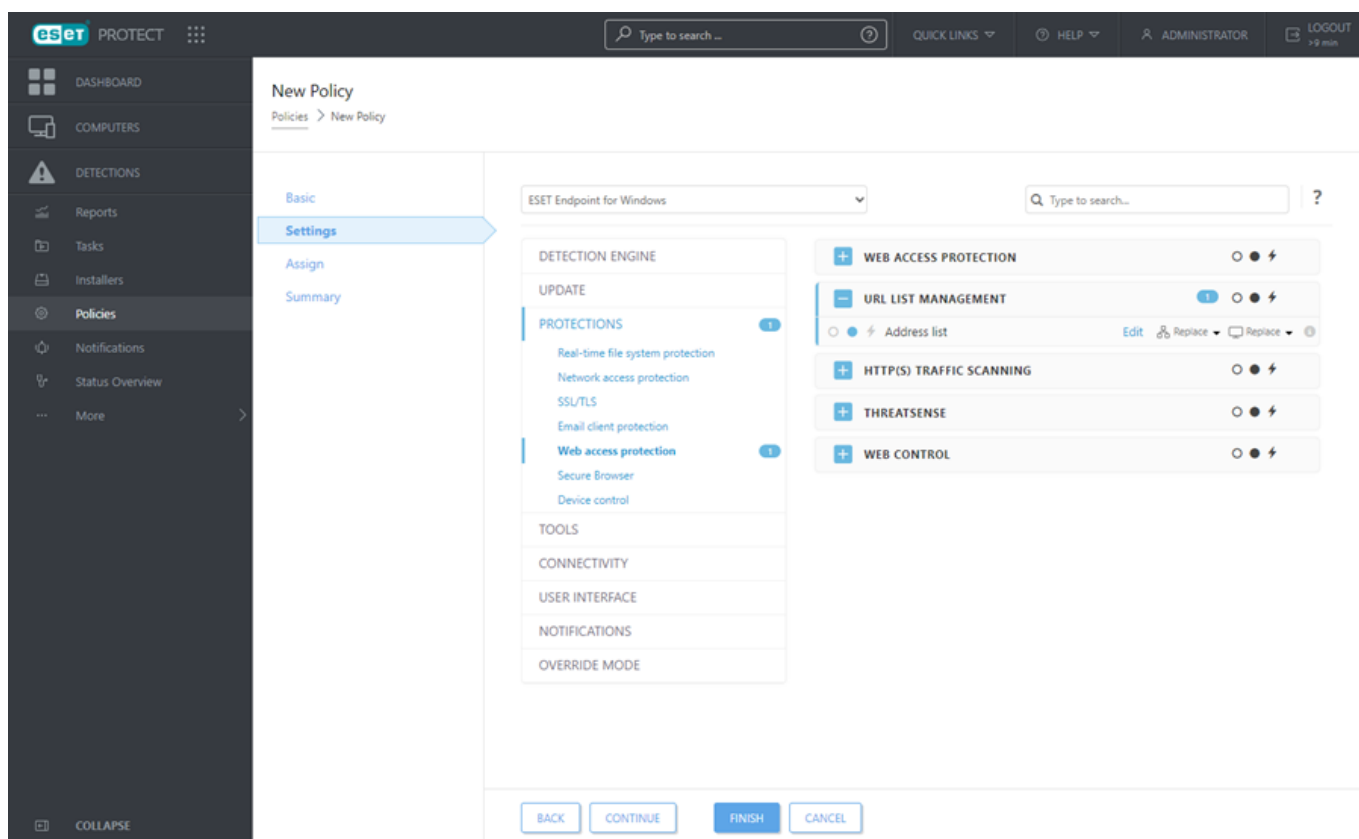 eset PROTECT
Type to search ...
QUICK LINKS
HELP
ADMINISTRATOR
LOGOUT
>9 min
DASHBOARD
COMPUTERS
DETECTIONS
Reports
Tasks
Installers
Policies
Notifications
Status Overview
More
COLLAPSE
New Policy
Policies > New Policy
Basic
Settings
Assign
Summary
ESET Endpoint for Windows
Type to search...
?
DETECTION ENGINE
UPDATE
PROTECTIONS 1
Real-time file system protection
Network access protection
SSL/TLS
Email client protection
Web access protection 1
Secure Browser
Device control
TOOLS
CONNECTIVITY
USER INTERFACE
NOTIFICATIONS
OVERRIDE MODE
WEB ACCESS PROTECTION
URL LIST MANAGEMENT 1
Address list Edit Replace Replace
HTTP(S) TRAFFIC SCANNING
THREATSENSE
WEB CONTROL
BACK CONTINUE FINISH CANCEL